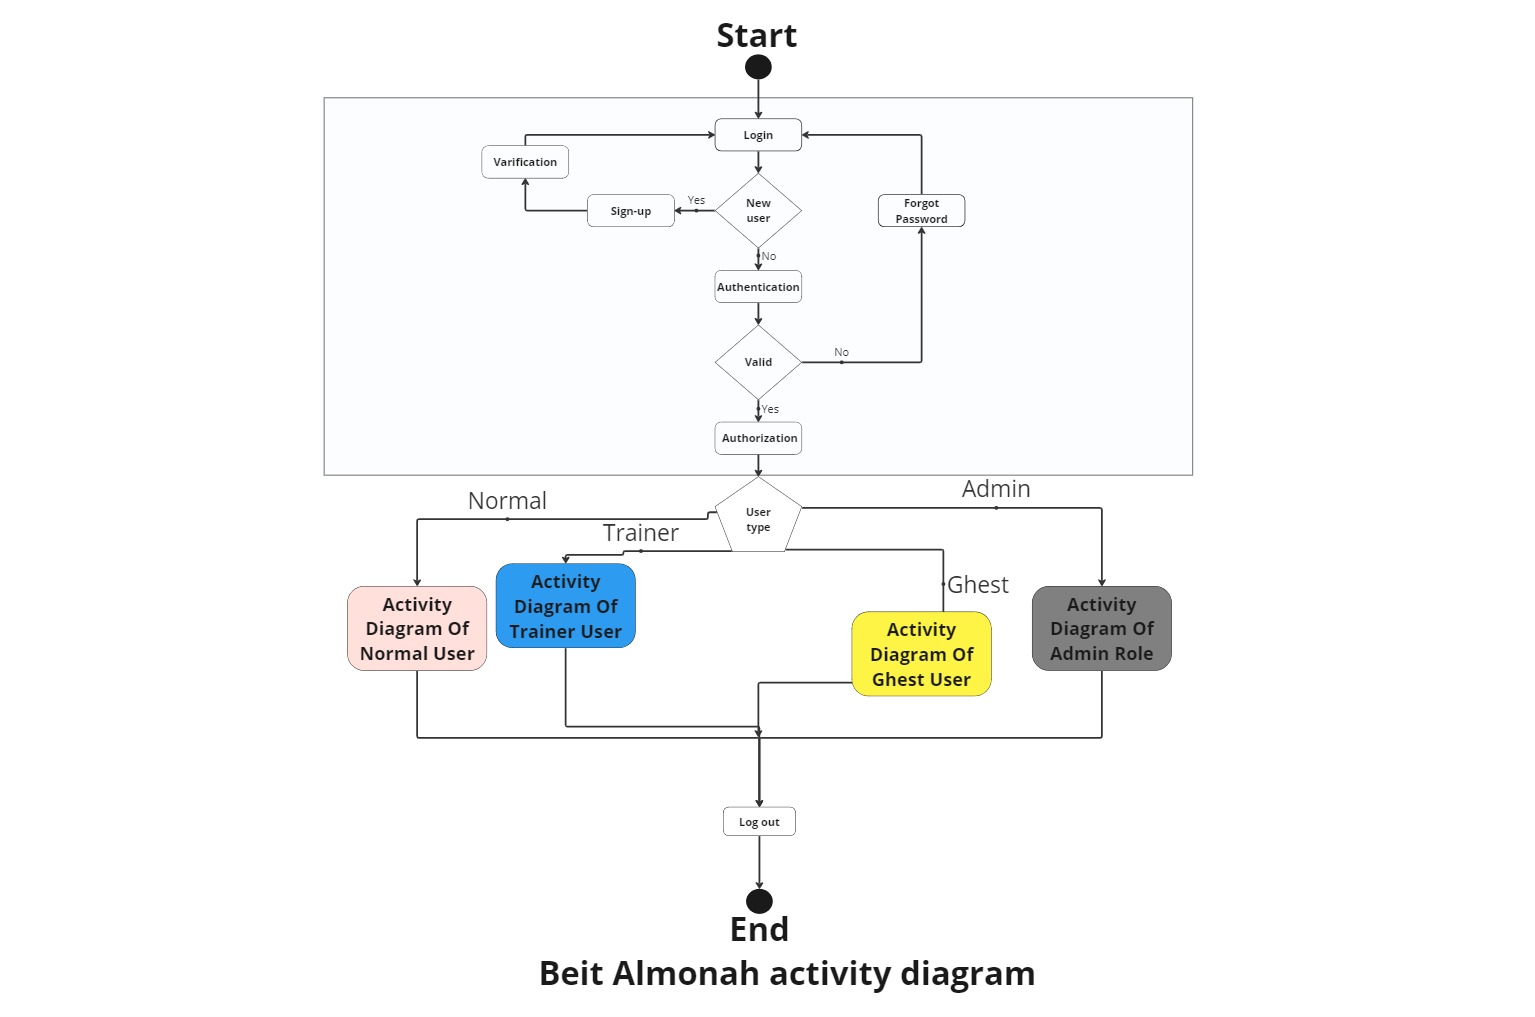 Start
Login
Varification
Yes
Sign-up
New
user
Forgot
Password
No
Authentication
Valid
No
Yes
Authorization
Normal
Admin
User
type
Trainer
Ghest
Activity
Diagram Of
Normal User
Activity
Diagram Of
Trainer User
Activity
Diagram Of
Ghest User
Activity
Diagram Of
Admin Role
Log out
End
Beit Almonah activity diagram